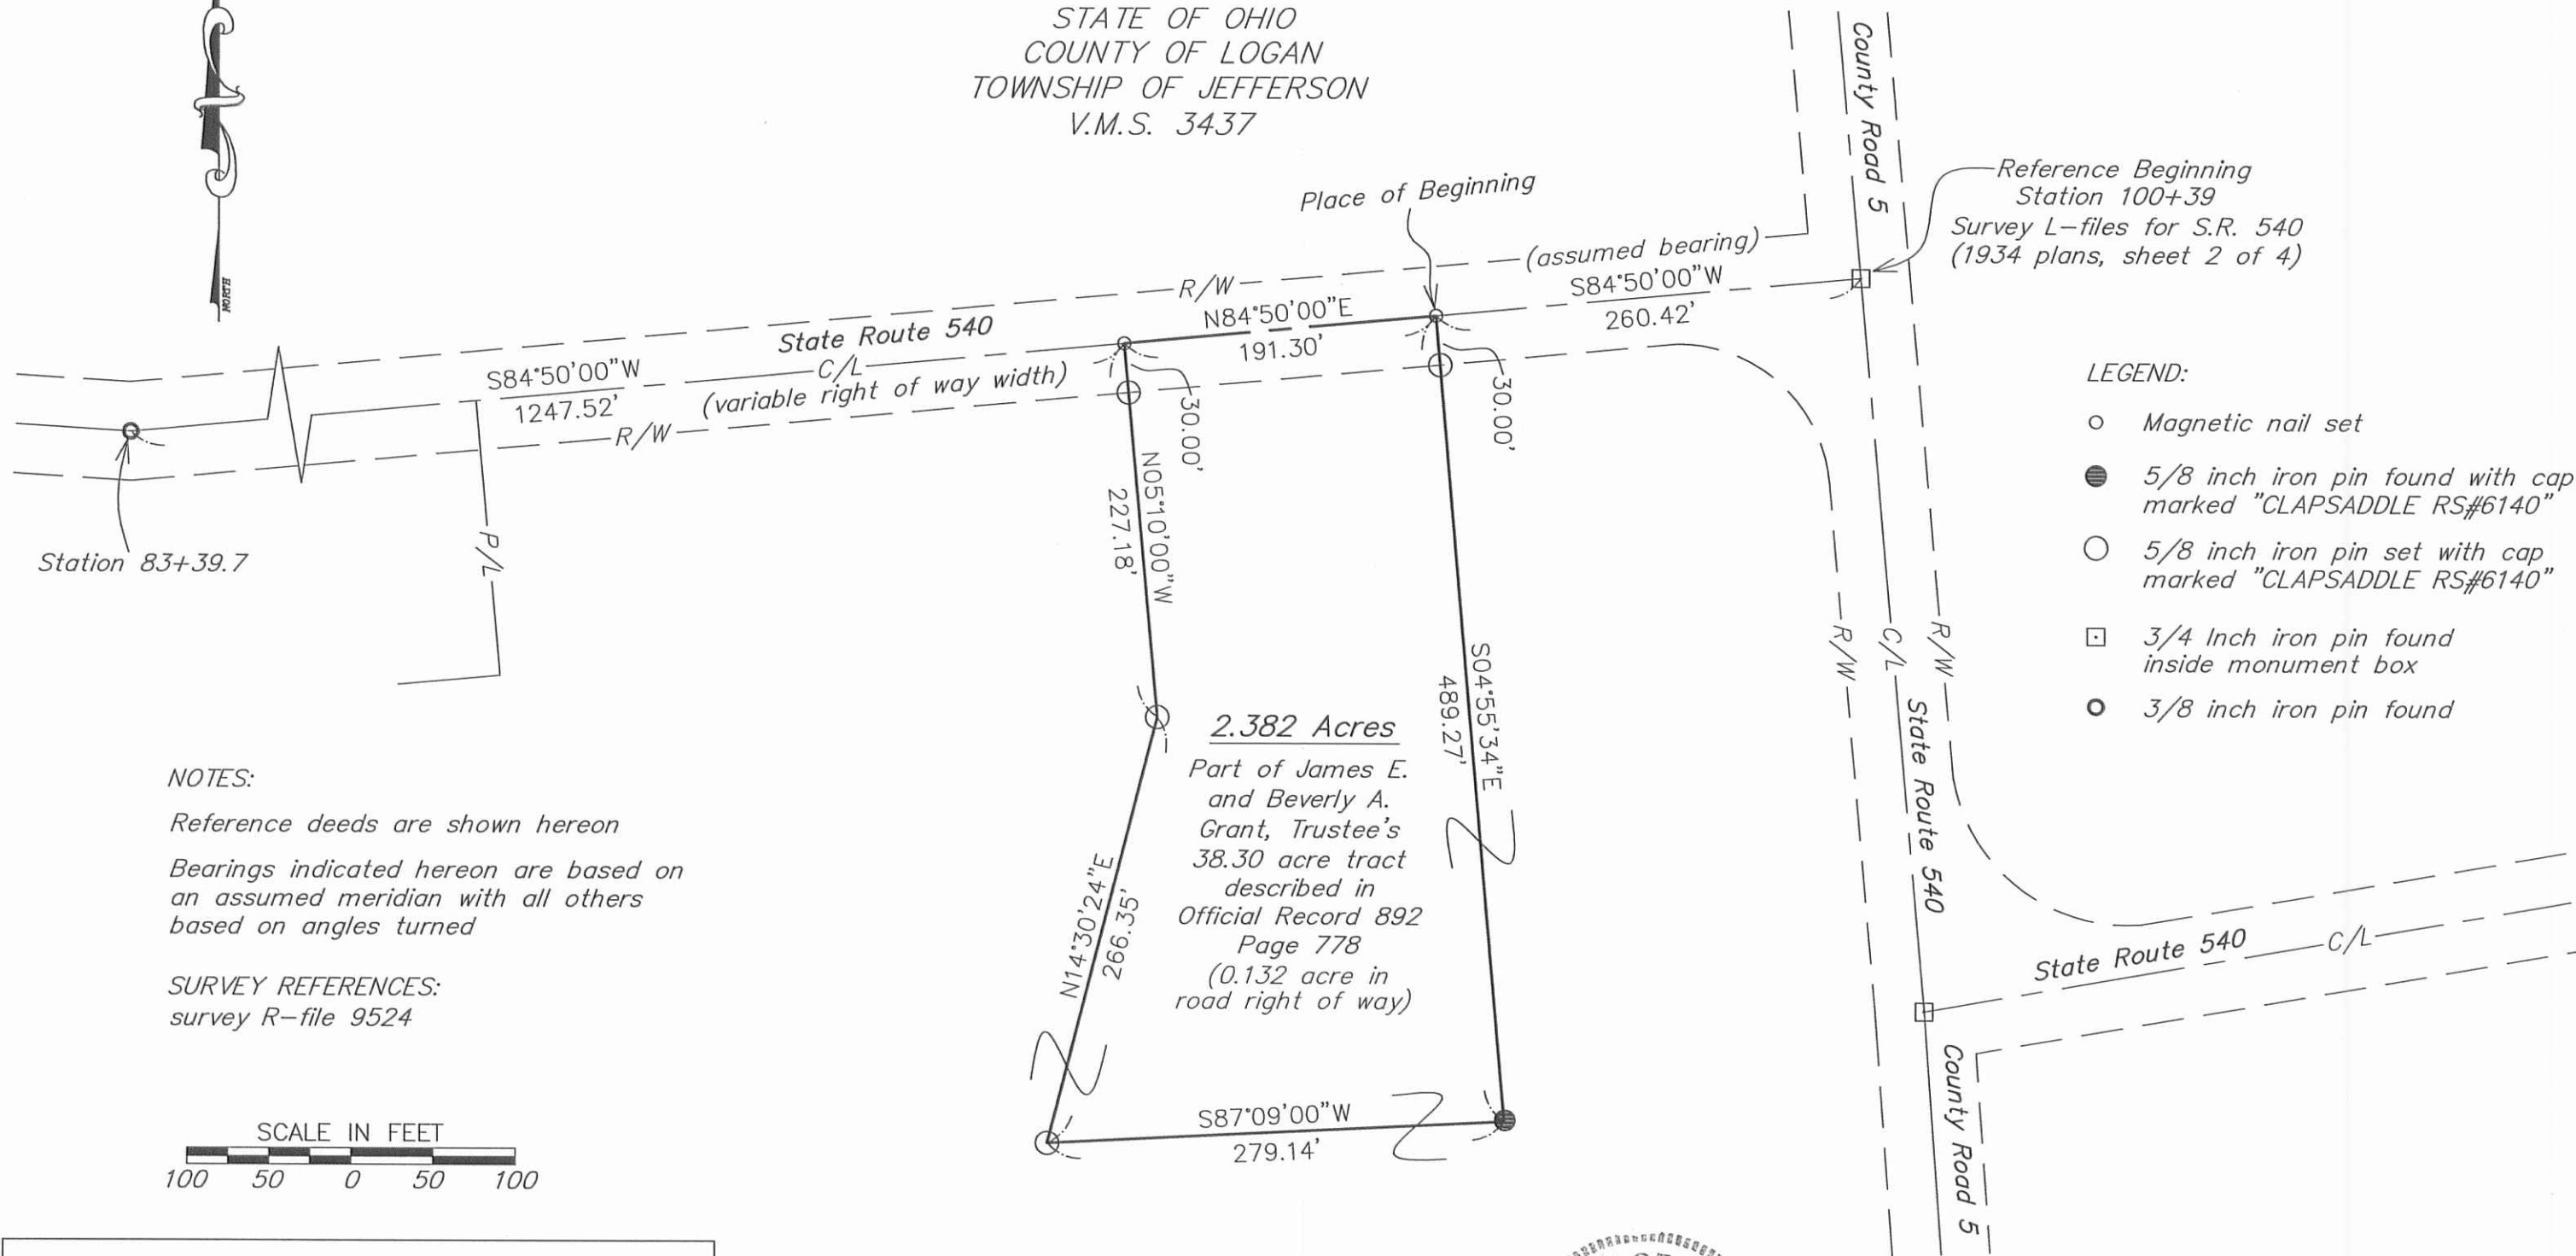 STATE OF OHIO
COUNTY OF LOGAN
TOWNSHIP OF JEFFERSON
V.M.S. 3437
NORTH
County Road 5
Reference Beginning
Station 100+39
Survey L-files for S.R. 540
(1934 plans, sheet 2 of 4)
Place of Beginning
(assumed bearing)
R/W
S84°50'00"W
260.42'
N84°50'00"E
191.30'
State Route 540
C/L
S84°50'00"W
1247.52'
(variable right of way width)
R/W
30.00'
30.00'
Station 83+39.7
P/L
N05°10'00"W
227.18'
LEGEND:
Magnetic nail set
5/8 inch iron pin found with cap
marked "CLAPSADDLE RS#6140"
5/8 inch iron pin set with cap
marked "CLAPSADDLE RS#6140"
3/4 Inch iron pin found
inside monument box
3/8 inch iron pin found
S04°55'34"E
489.27'
R/W
C/L
R/W
State Route 540
2.382 Acres
Part of James E.
and Beverly A.
Grant, Trustee's
38.30 acre tract
described in
Official Record 892
Page 778
(0.132 acre in
road right of way)
NOTES:
Reference deeds are shown hereon
Bearings indicated hereon are based on
an assumed meridian with all others
based on angles turned
SURVEY REFERENCES:
survey R-file 9524
N14°30'24"E
266.35'
State Route 540
C/L
County Road 5
S87°09'00"W
279.14'
SCALE IN FEET
100 50 0 50 100